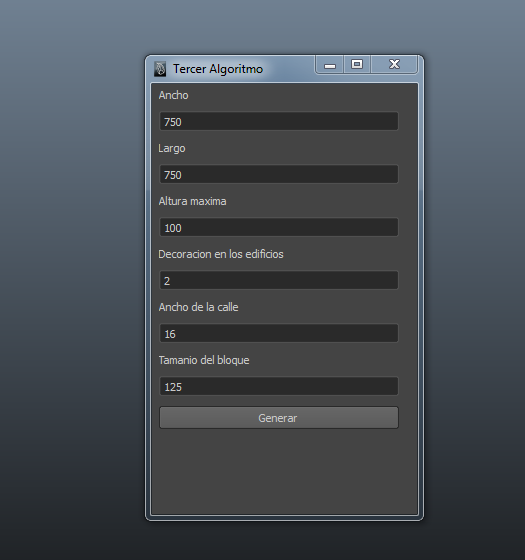 Tercer Algoritmo
Ancho
750
Largo
750
Altura maxima
100
Decoracion en los edificios
2
Ancho de la calle
16
Tamanio del bloque
125
Generar